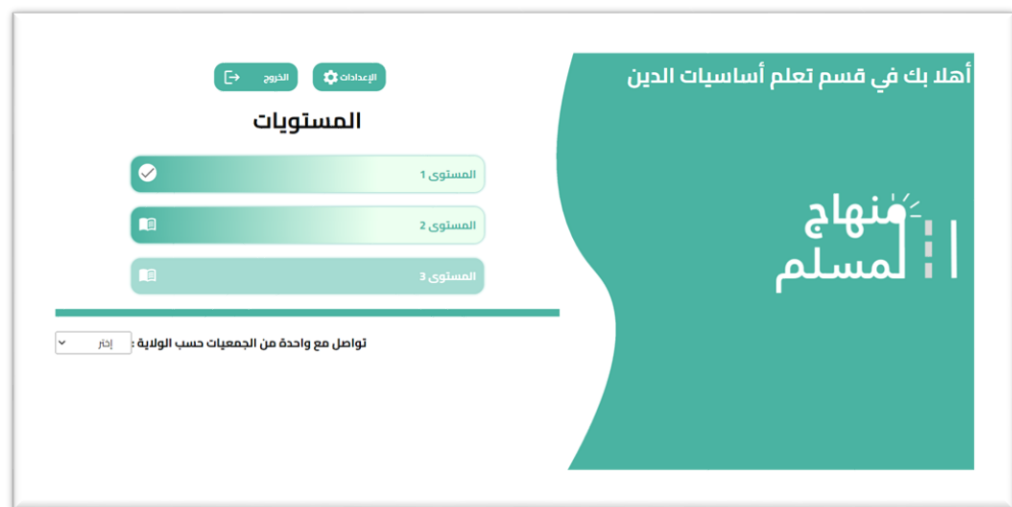 أهلا بك في قسم تعلم أساسيات الدين
منهاج
المسلم
الإعدادات
الخروج
المستويات
المستوى 1
المستوى 2
المستوى 3
تواصل مع واحدة من الجمعيات حسب الولاية :
إختر